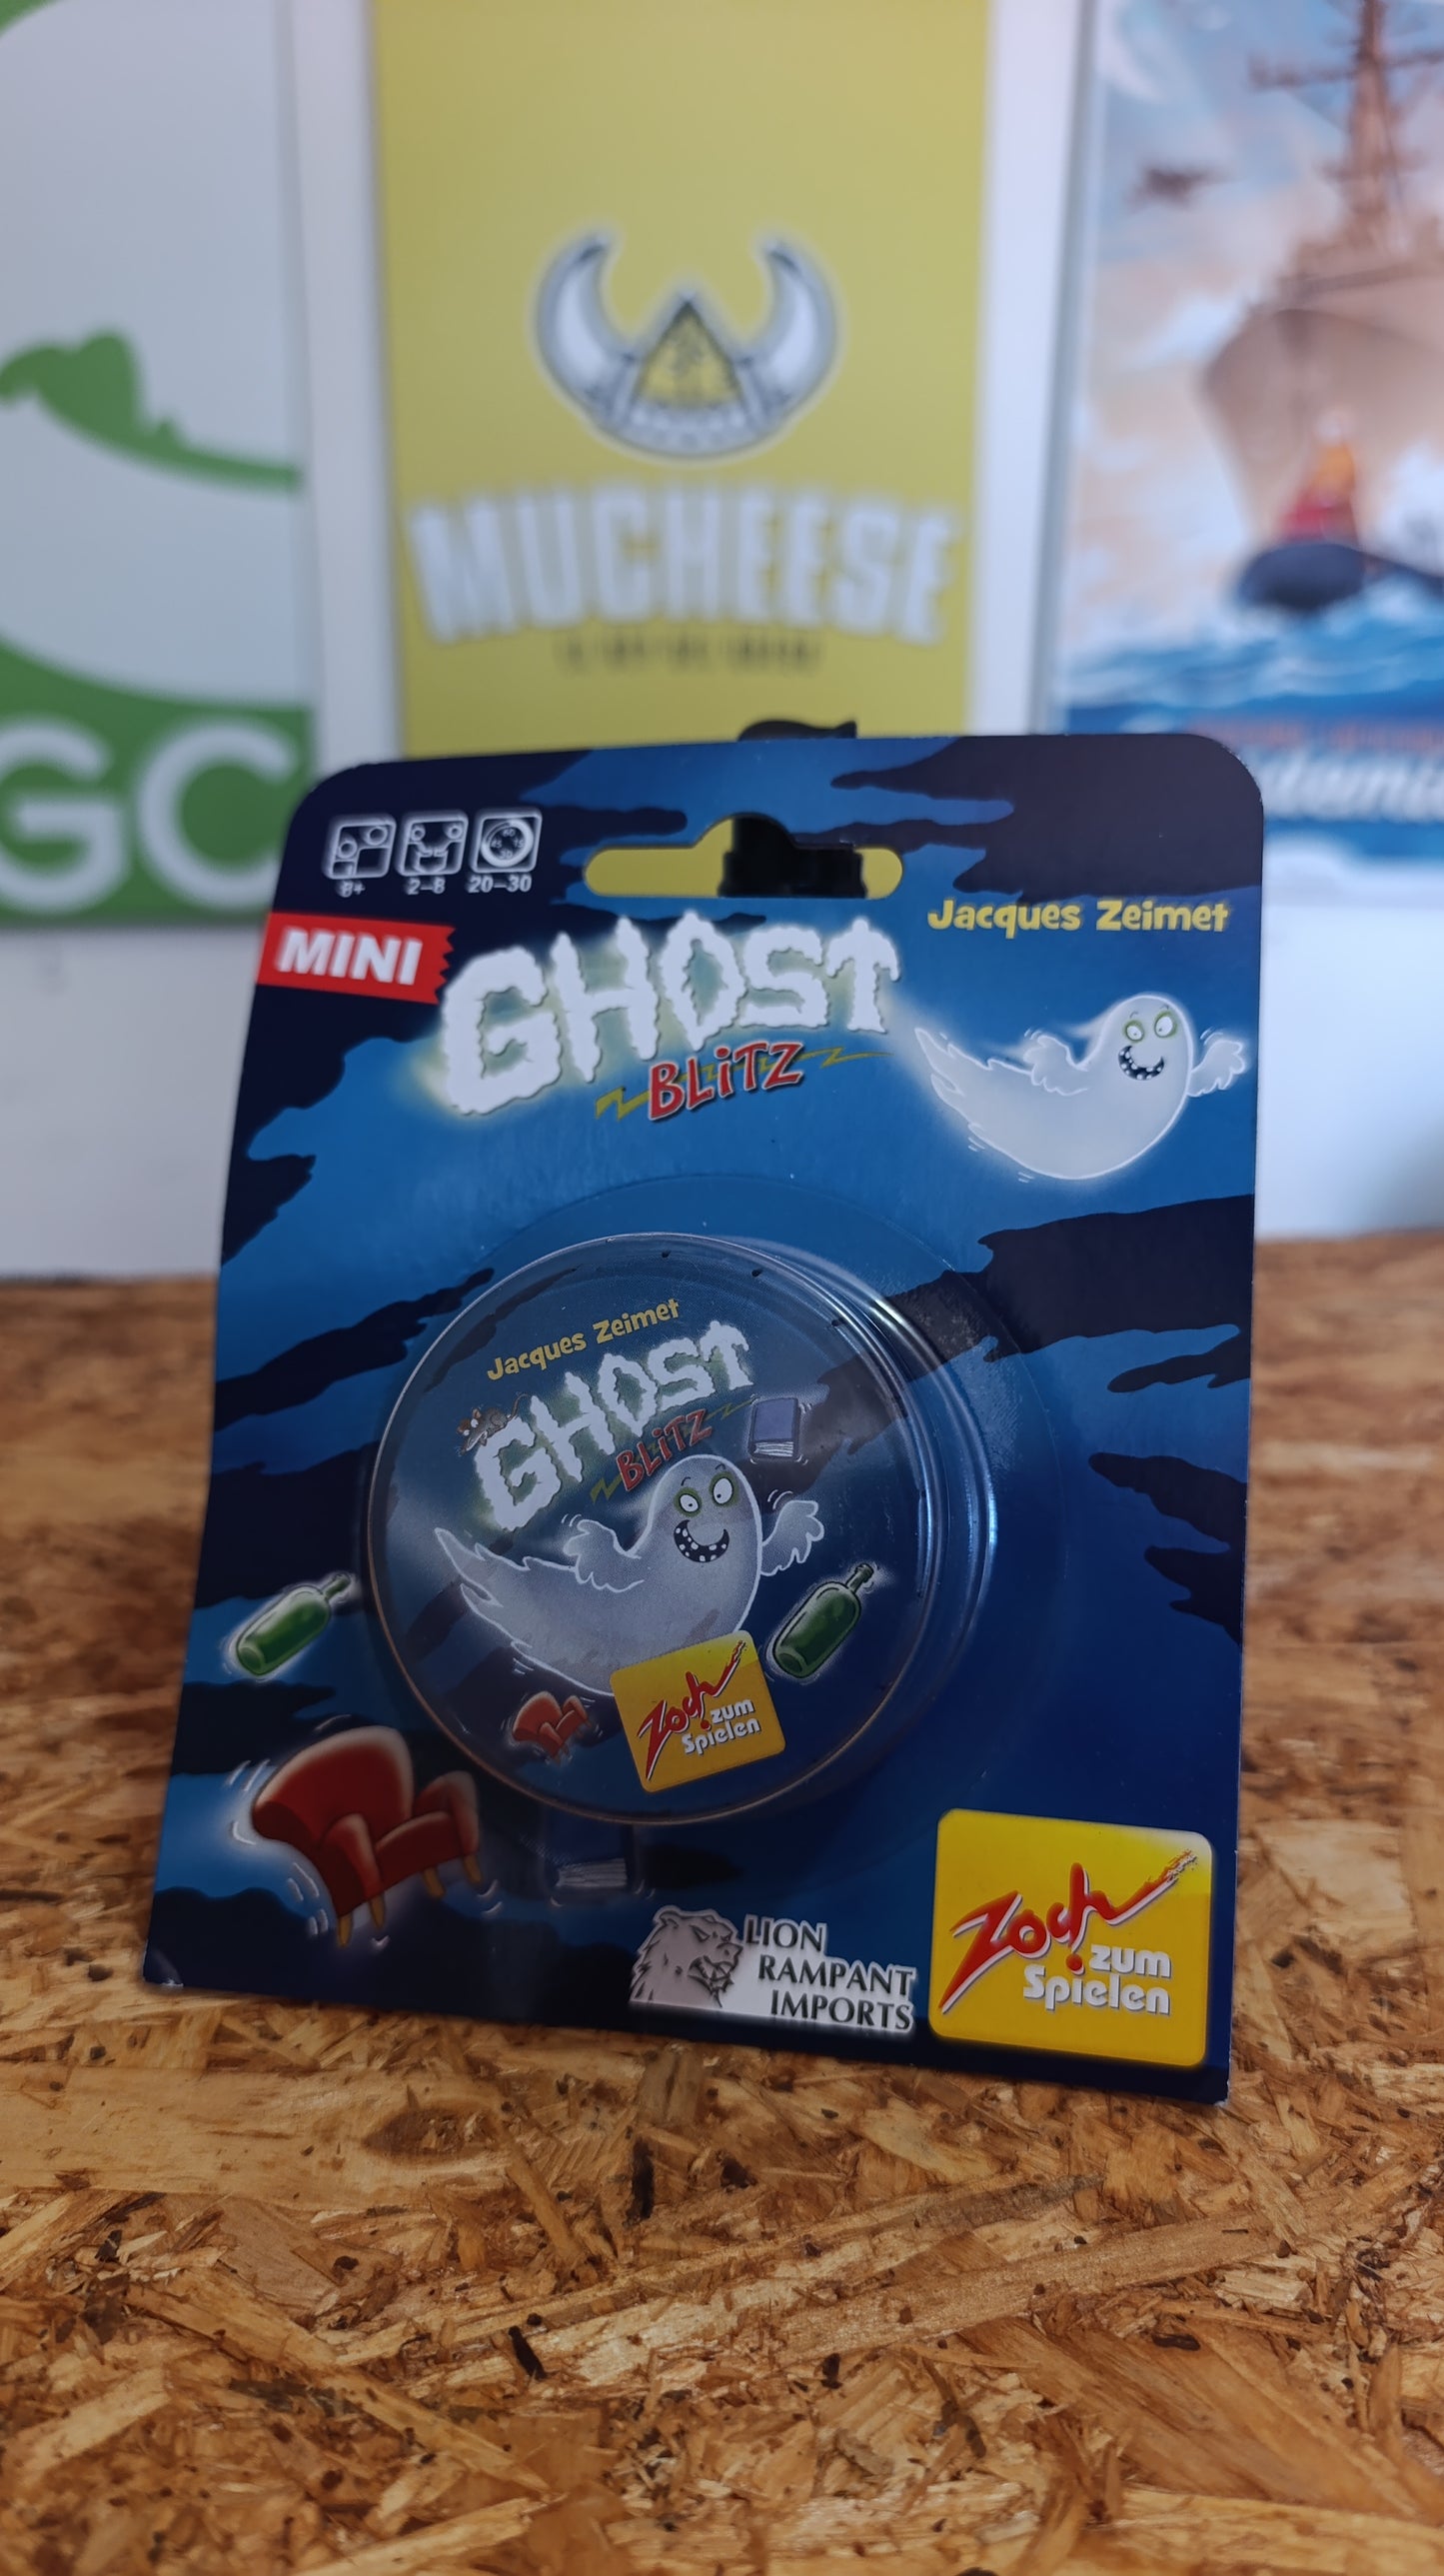 MUCHEESE
GC
8+
2–8
20–30
MINI
GHOST
BLiTZ
Jacques Zeimet
Jacques Zeimet
GHOST
BLiTZ
Zoch
zum
Spielen
LION
RAMPANT
IMPORTS
Zoch
zum
Spielen